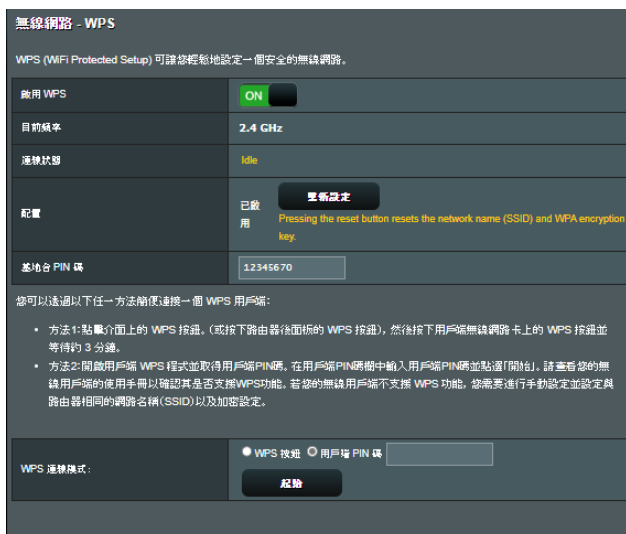 無線網路 - WPS
WPS (WiFi Protected Setup) 可讓您輕鬆地設定一個安全的無線網路。
啟用 WPS
ON
目前頻率
2.4 GHz
連線狀態
Idle
配置
已啟
用
重新設定
Pressing the reset button resets the network name (SSID) and WPA encryption
key.
基地台 PIN 碼
12345670
您可以透過以下任一方法簡便連接一個 WPS 用戶端：
• 方法1:點擊介面上的 WPS 按鈕。(或按下路由器後面板的 WPS 按鈕)，然後按下用戶端無線網路卡上的 WPS 按鈕並
等待約 3 分鐘。
• 方法2:開啟用戶端 WPS 程式並取得用戶端PIN碼。在用戶端PIN碼欄中輸入用戶端PIN碼並點選「開始」。請查看您的無
線用戶端的使用手冊以確認其是否支援WPS功能。若您的無線用戶端不支援 WPS 功能，您需要進行手動設定並設定與
路由器相同的網路名稱(SSID)以及加密設定。
WPS 連線模式：
WPS 按鈕 用戶端 PIN 碼
起始